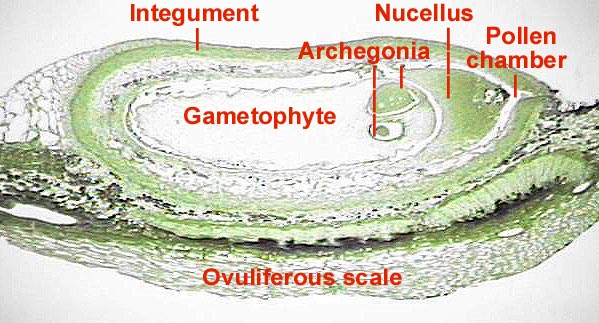 Integument
Nucellus
Archegonia
Pollen
chamber
Gametophyte
Ovuliferous scale